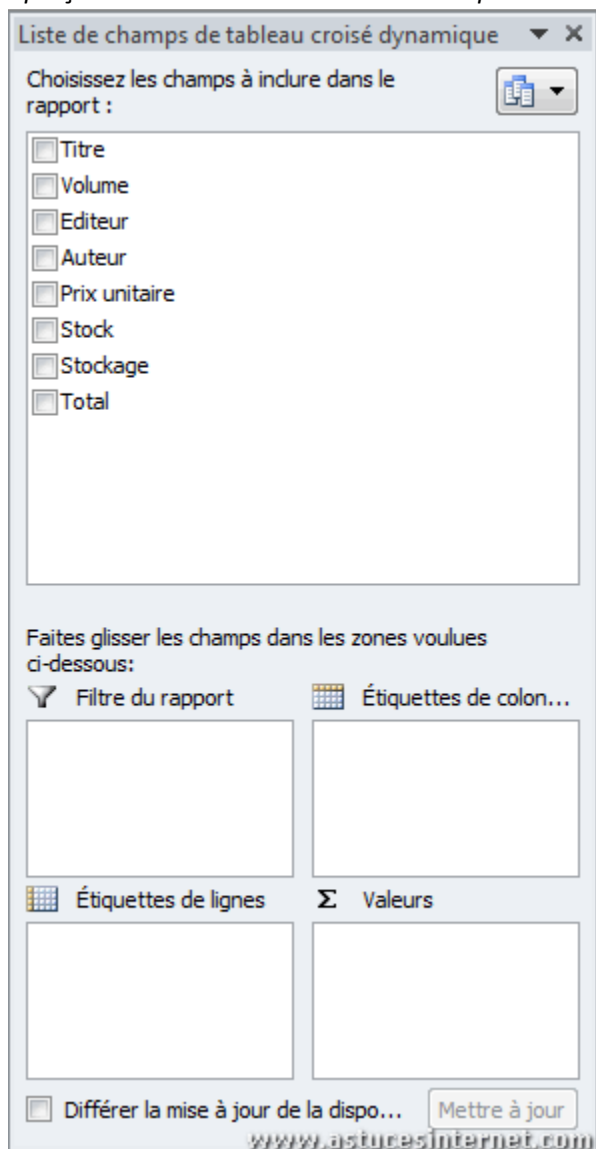 Liste de champs de tableau croisé dynamique
Choisissez les champs à inclure dans le
rapport :
Titre
Volume
Editeur
Auteur
Prix unitaire
Stock
Stockage
Total
Faites glisser les champs dans les zones voulues
ci-dessous:
Filtre du rapport
Étiquettes de colon...
Étiquettes de lignes
Σ Valeurs
Différer la mise à jour de la dispo...
Mettre à jour
www.astucesinternet.com